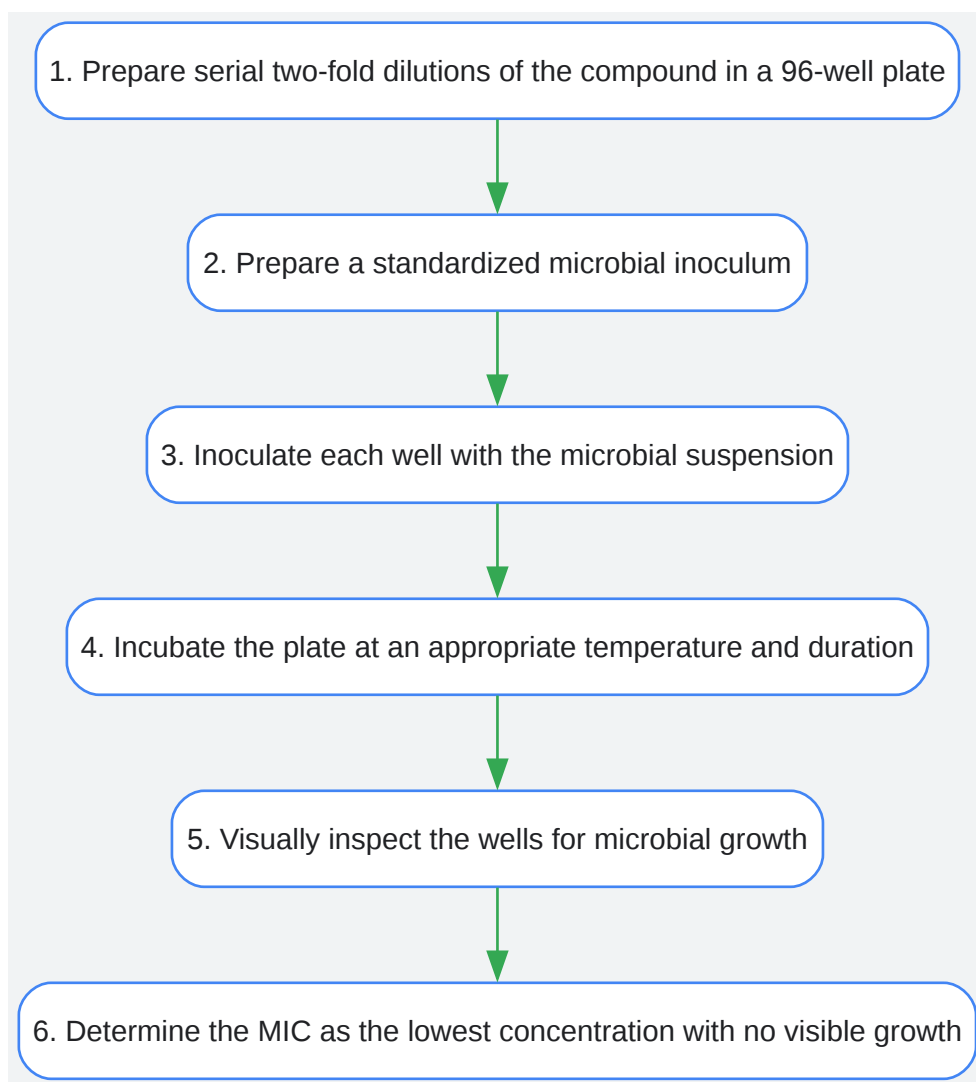 1. Prepare serial two-fold dilutions of the compound in a 96-well plate
2. Prepare a standardized microbial inoculum
3. Inoculate each well with the microbial suspension
4. Incubate the plate at an appropriate temperature and duration
5. Visually inspect the wells for microbial growth
6. Determine the MIC as the lowest concentration with no visible growth